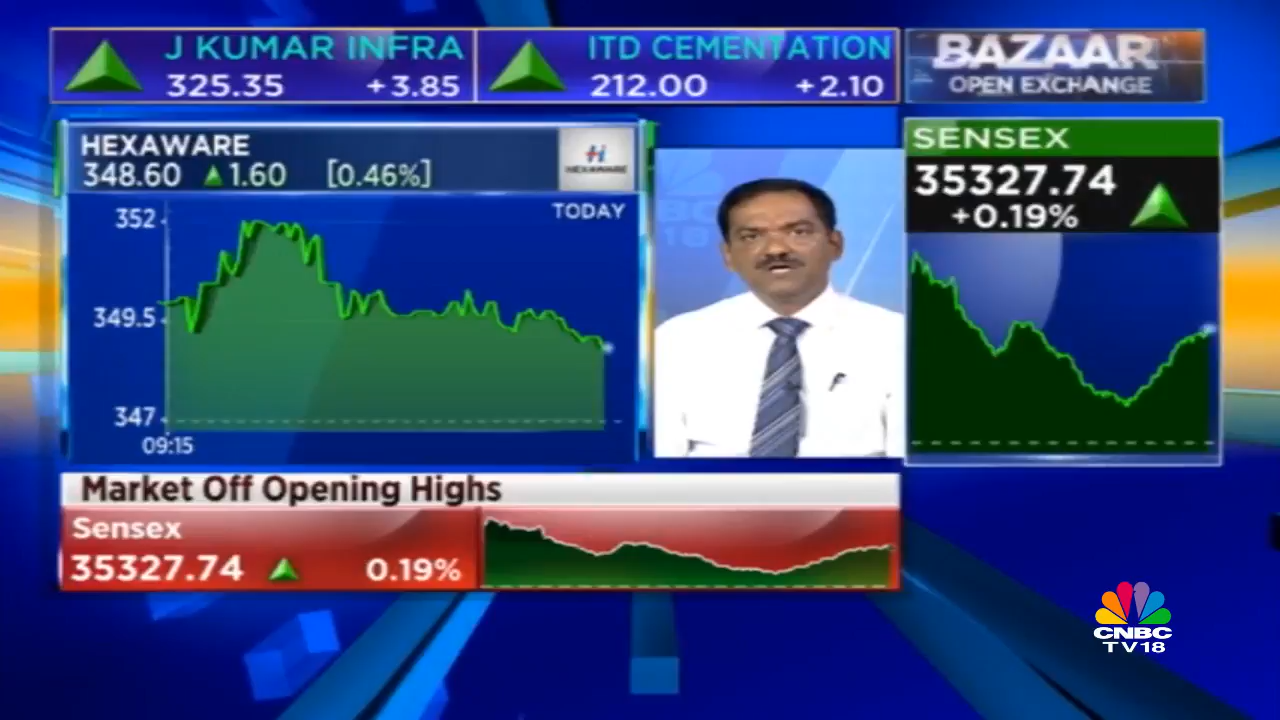 J KUMAR INFRA
325.35 +3.85
ITD CEMENTATION
212.00 +2.10
BAZAAR
OPEN EXCHANGE
HEXAWARE
348.60 1.60 [0.46%]
HEXAWARE
TODAY
352
349.5
347
09:15
SENSEX
35327.74
+0.19%
Market Off Opening Highs
Sensex
35327.74 0.19%
CNBC
TV18